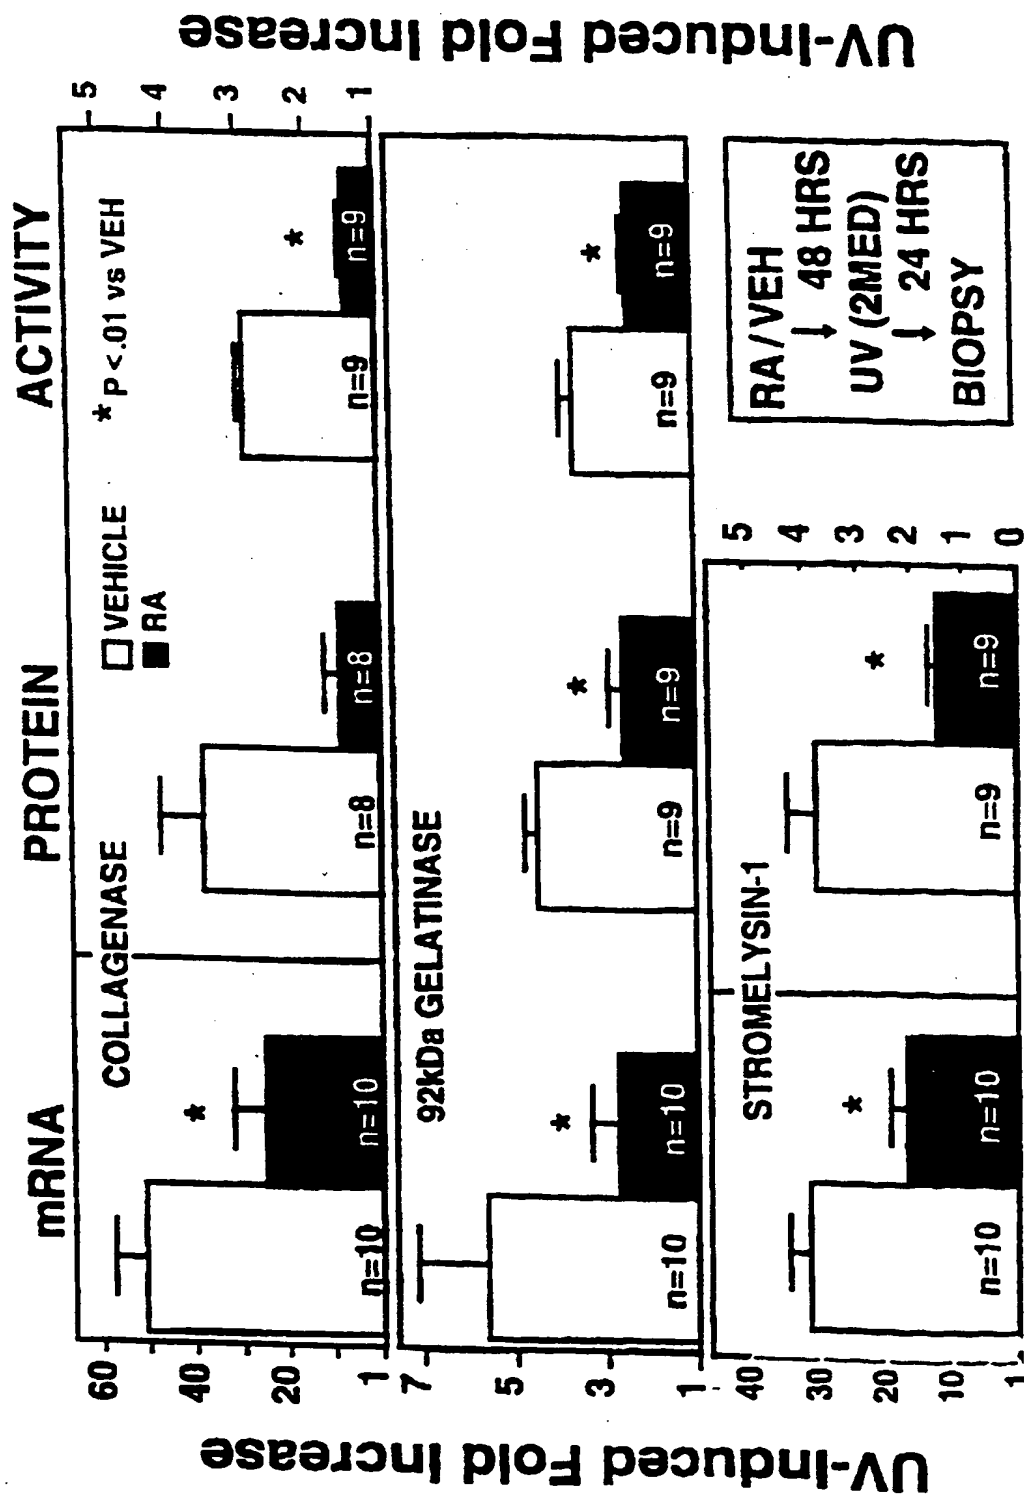 mRNA
PROTEIN
ACTIVITY
UV-Induced Fold Increase
UV-Induced Fold Increase
COLLAGENASE
VEHICLE
RA
* P <.01 vs VEH
60
20
1
5
4
3
2
1
*
*
n=10
n=10
n=8
n=8
n=9
n=9
92kDa GELATINASE
7
5
3
1
*
*
*
n=10
n=10
n=9
n=9
n=9
n=9
STROMELYSIN-1
40
30
10
1
5
4
3
2
1
0
*
*
n=10
n=10
n=9
n=9
RA/VEH
↓ 48 HRS
UV (2MED)
↓ 24 HRS
BIOPSY